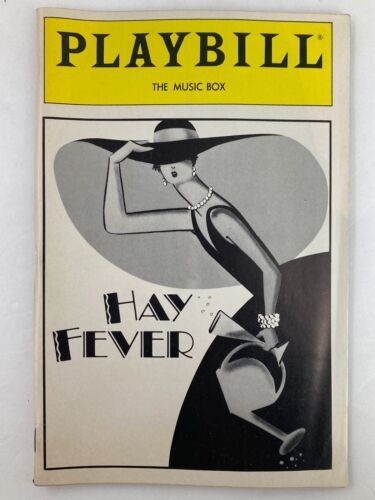 PLAYBILL®
THE MUSIC BOX
HAY
FEVER